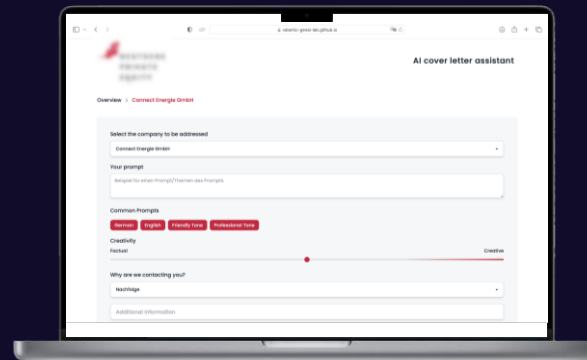 AI cover letter assistant
Overview > Connect Energie GmbH
Select the company to be addressed
Connect Energie GmbH
Your prompt
Beispiel für einen Prompt/Themen des Prompts
Common Prompts
German English Friendly Tone Professional Tone
Creativity
Factual Creative
Why are we contacting you?
Nachfolge
Additional information